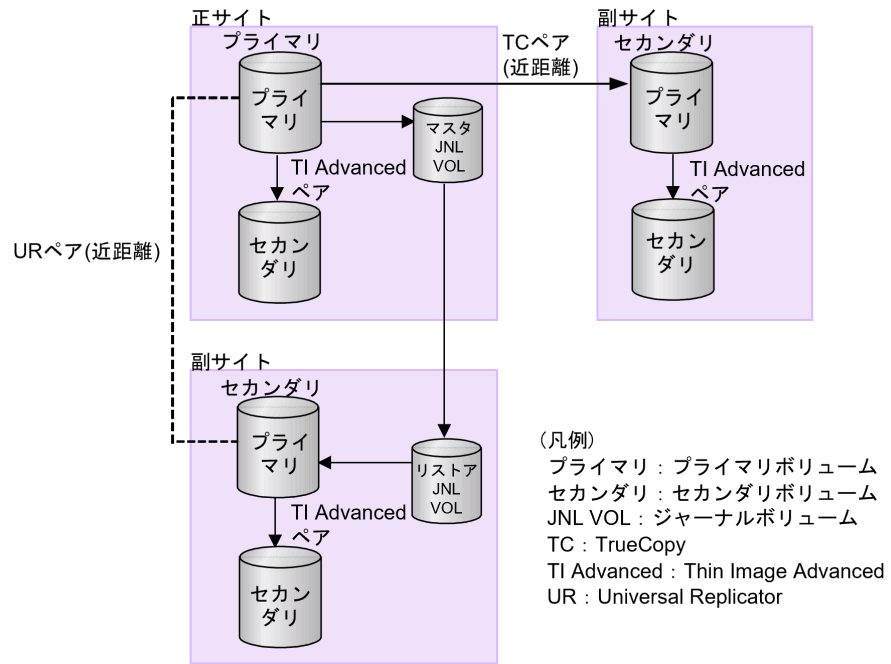 正サイト
プライマリ
プライ
マリ
TI Advanced
ペア
セカン
ダリ
マスタ
JNL
VOL
TCペア
(近距離)
副サイト
セカンダリ
プライ
マリ
TI Advanced
ペア
セカン
ダリ
URペア(近距離)
副サイト
セカンダリ
プライ
マリ
TI Advanced
ペア
セカン
ダリ
リストア
JNL
VOL
（凡例）
プライマリ：プライマリボリューム
セカンダリ：セカンダリボリューム
JNL VOL：ジャーナルボリューム
TC：TrueCopy
TI Advanced：Thin Image Advanced
UR：Universal Replicator